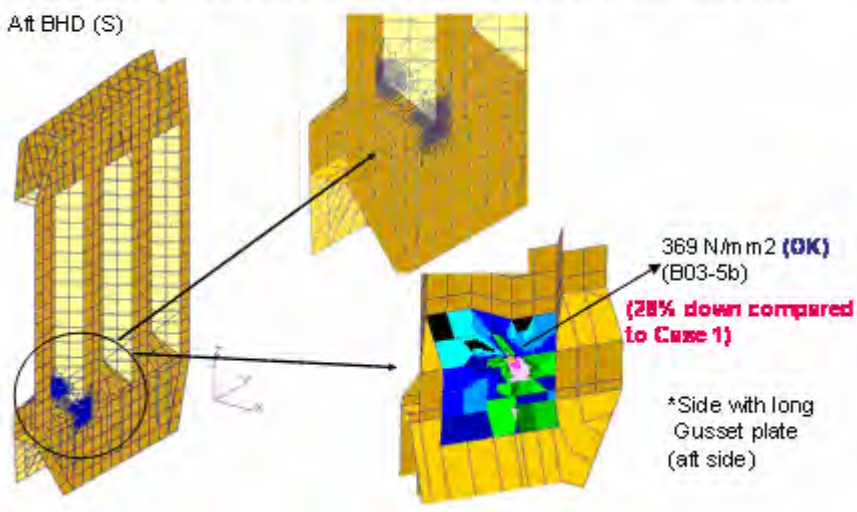 Aft BHD (S)
369 N/mm2 (OK)
(B03-5b)
(28% down compared
to Case 1)
*Side with long
Gusset plate
(aft side)